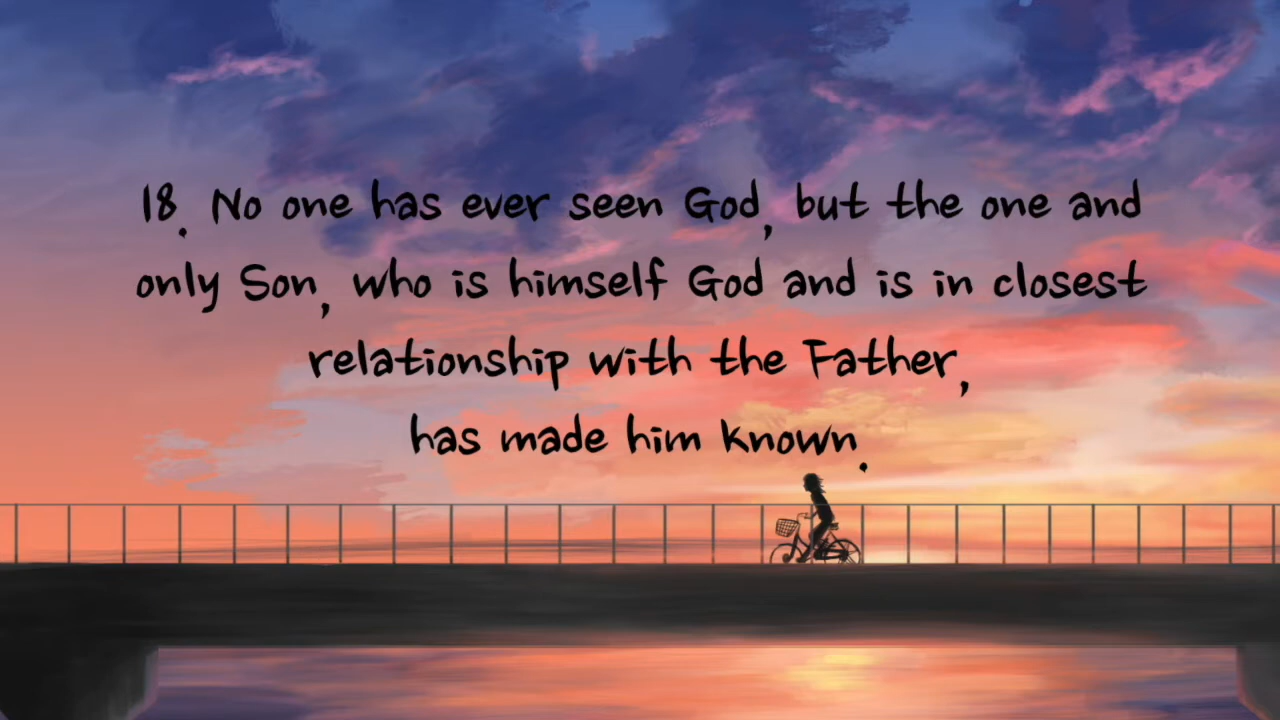 18. No one has ever seen God, but the one and
only Son, who is himself God and is in closest
relationship with the Father,
has made him known.